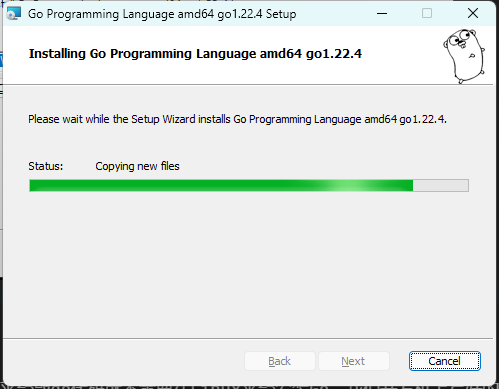 Go Programming Language amd64 go1.22.4 Setup
Installing Go Programming Language amd64 go1.22.4
Please wait while the Setup Wizard installs Go Programming Language amd64 go1.22.4.
Status: Copying new files
Back Next Cancel